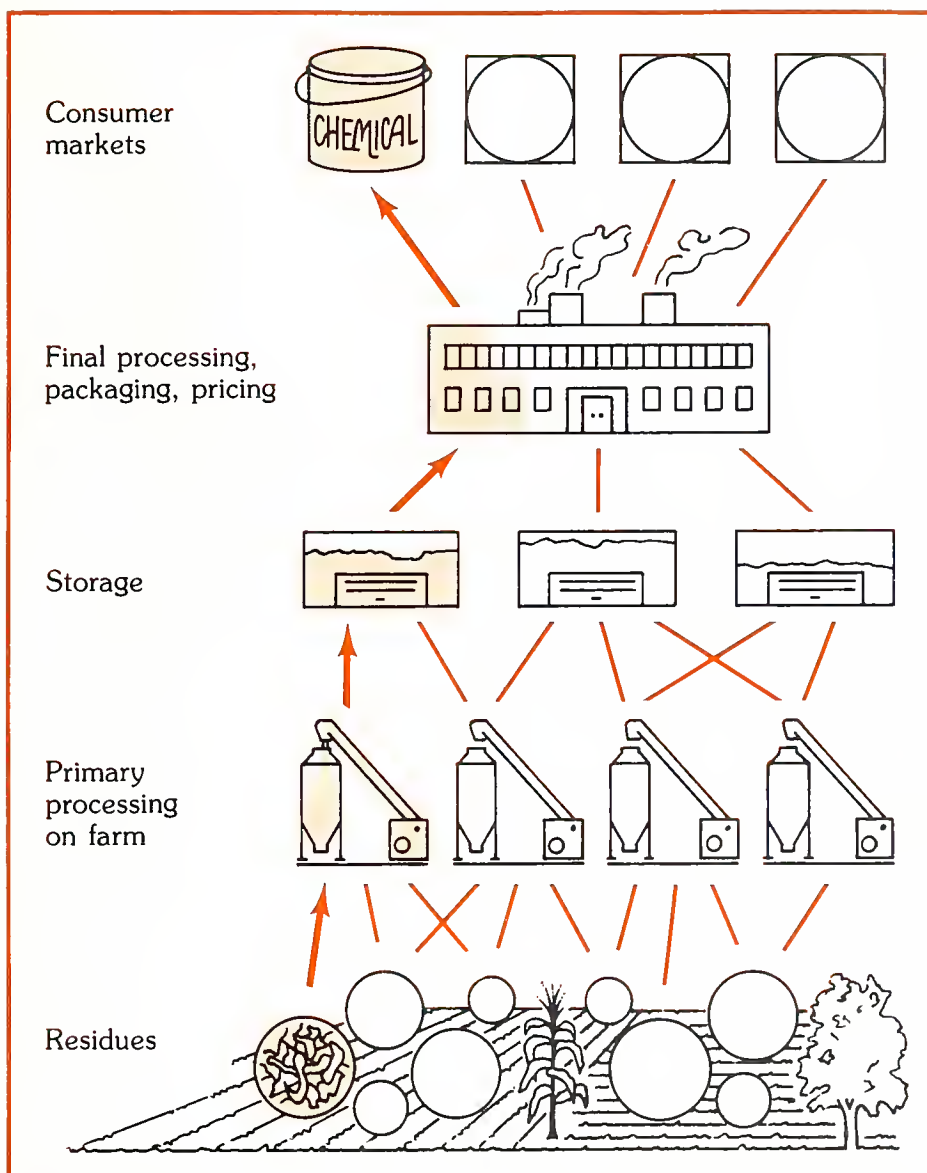 Consumer
markets
CHEMICAL
Final processing,
packaging, pricing
Storage
Primary
processing
on farm
Residues